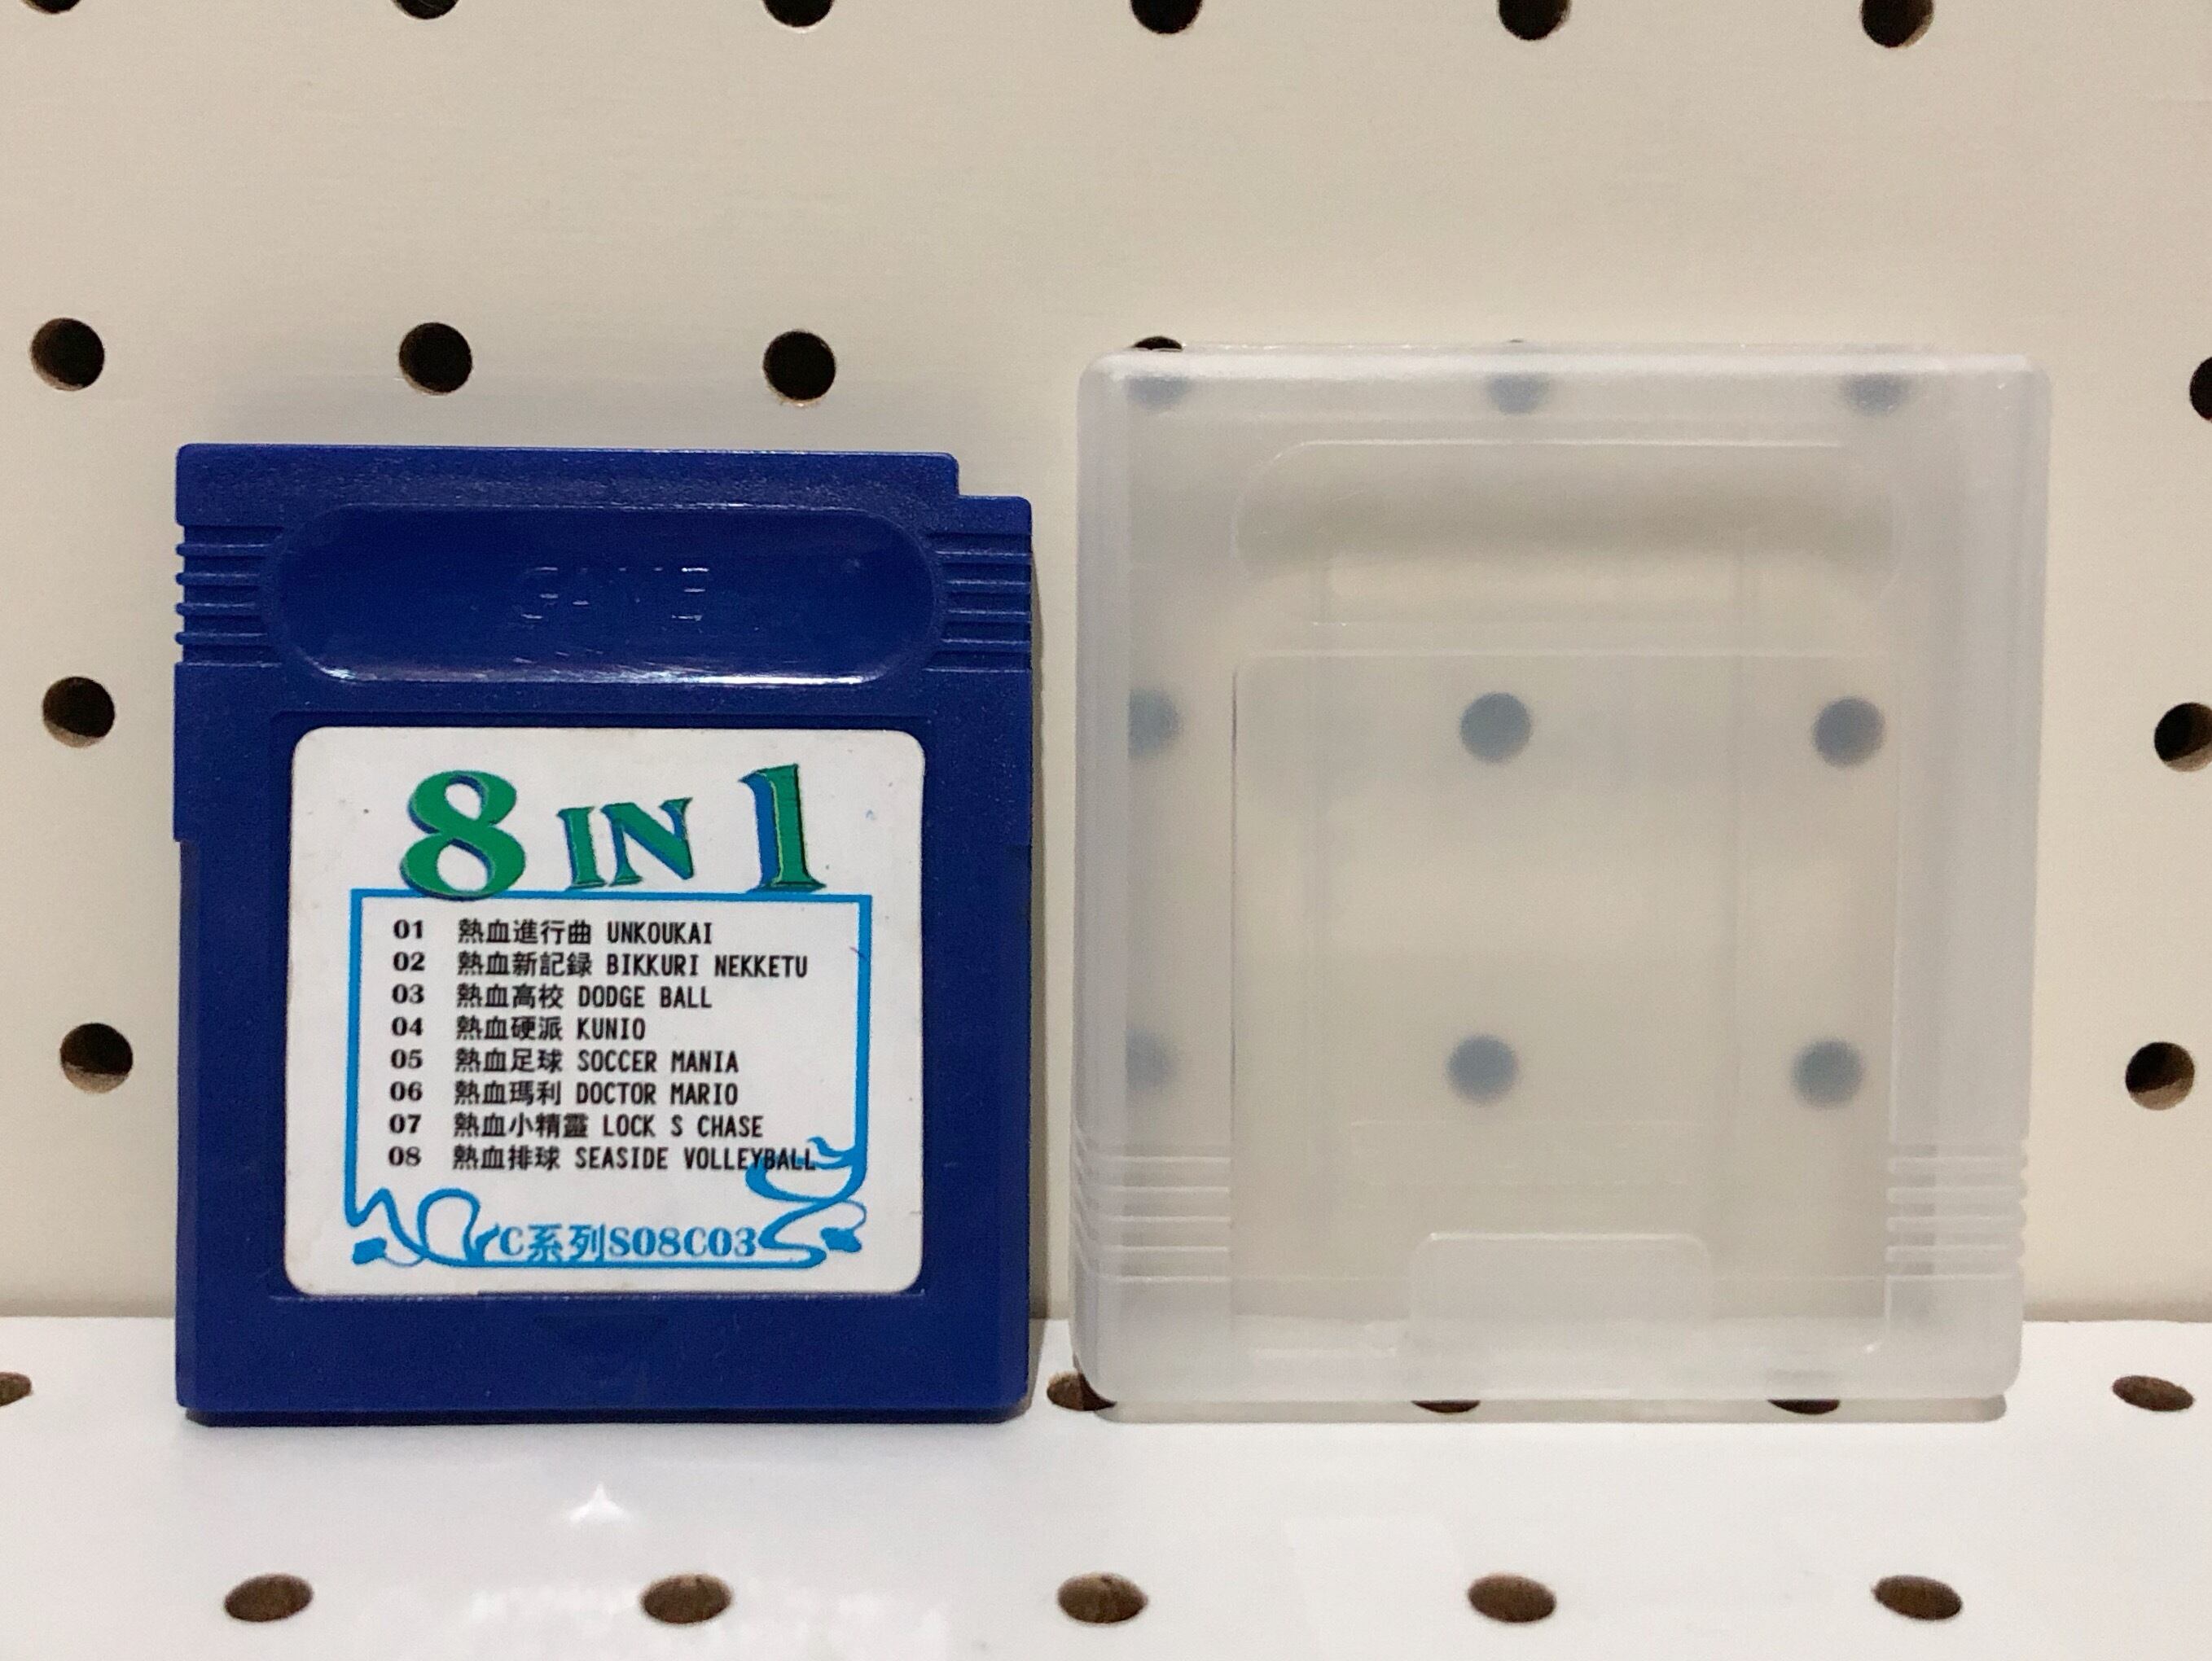 GAME
8 IN 1
01 熱血進行曲 UNKOUKAI
02 熱血新記録 BIKKURI NEKKETU
03 熱血高校 DODGE BALL
04 熱血硬派 KUNIO
05 熱血足球 SOCCER MANIA
06 熱血瑪利 DOCTOR MARIO
07 熱血小精靈 LOCK S CHASE
08 熱血排球 SEASIDE VOLLEYBALL
C系列S08C03